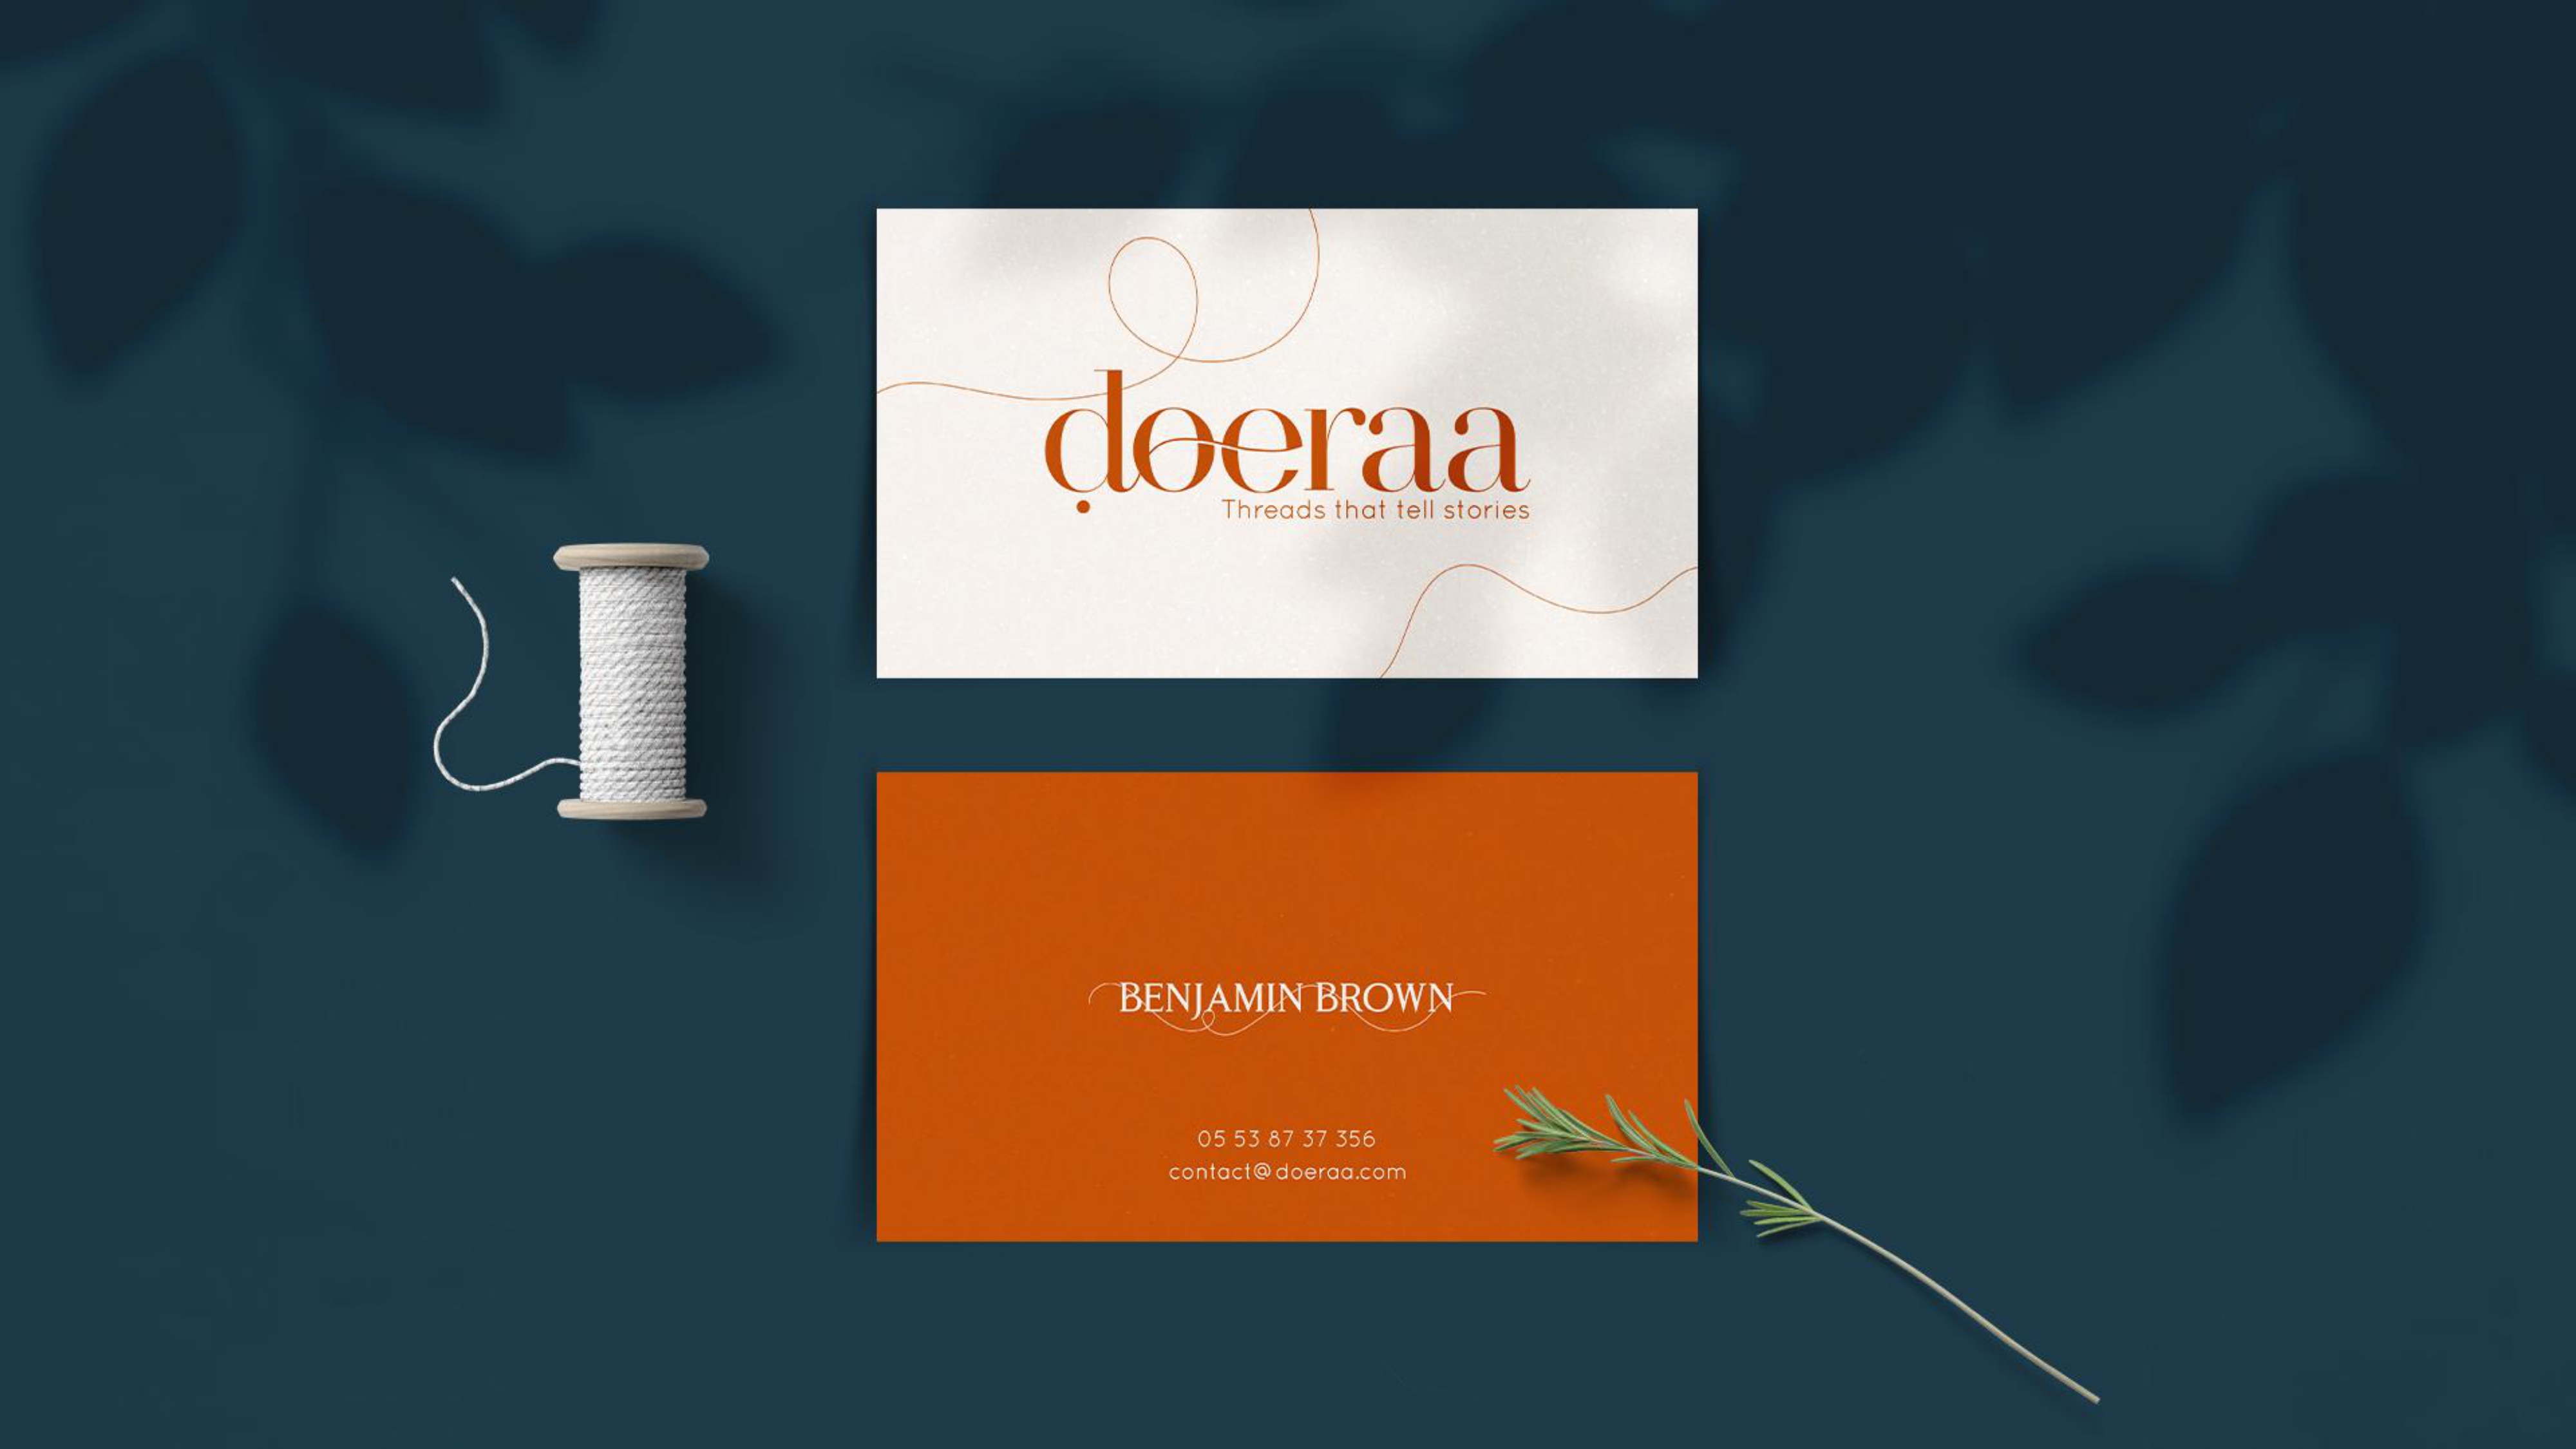 doeraa
Threads that tell stories
BENJAMIN BROWN
05 53 87 37 356
contact@doeraa.com